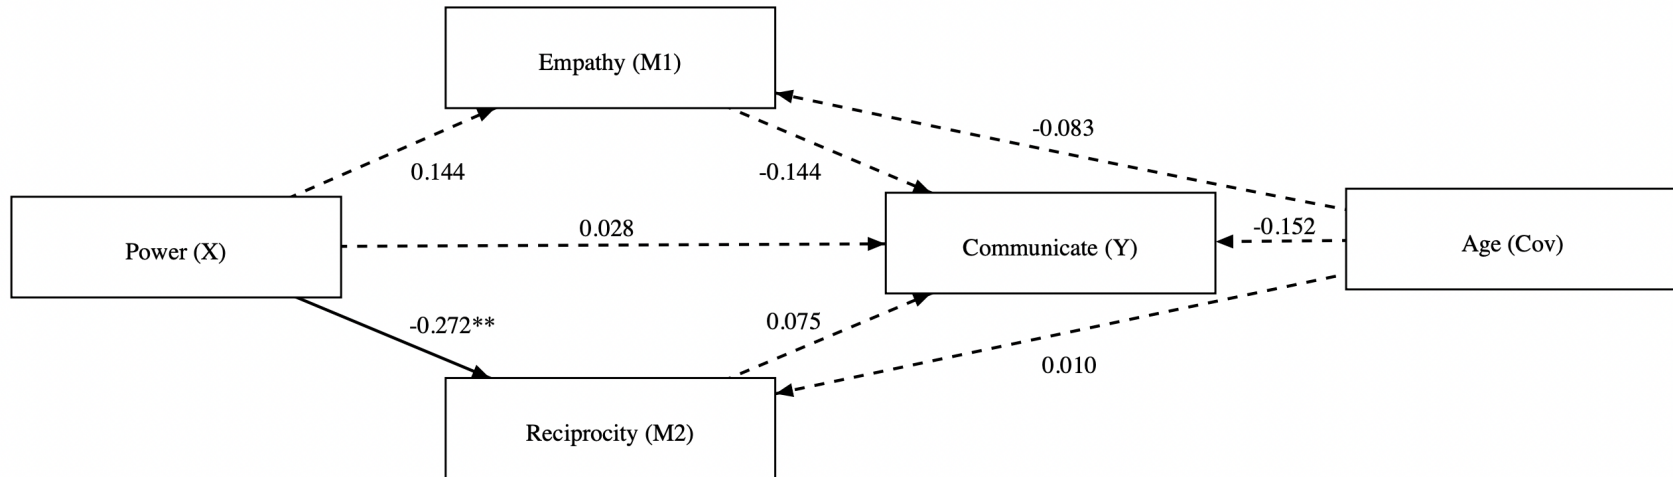 Empathy (M1)
-0.083
0.144
-0.144
Power (X)
0.028
Communicate (Y)
-0.152
Age (Cov)
-0.272**
0.075
0.010
Reciprocity (M2)